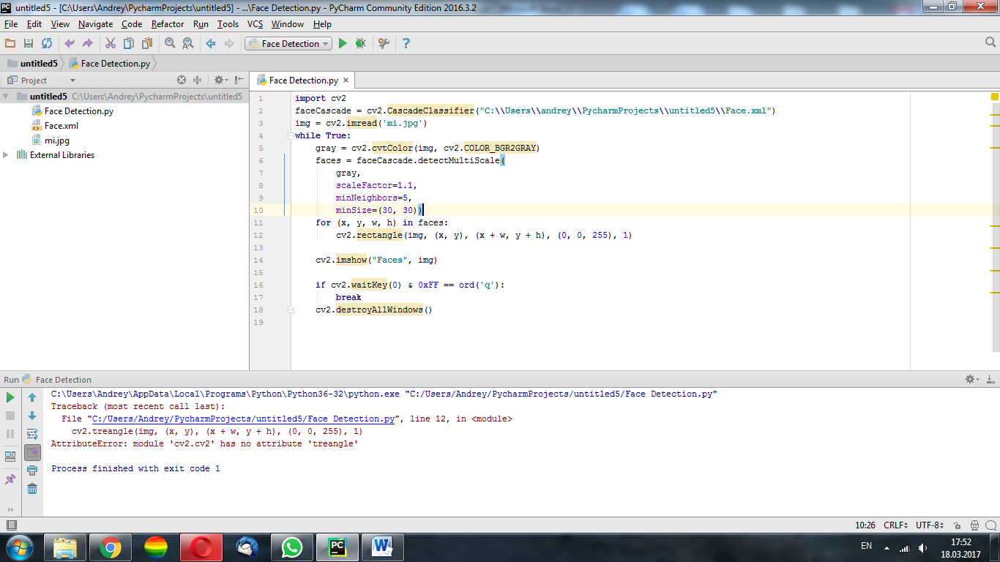 untitled5 - [C:\Users\Andrey\PycharmProjects\untitled5] - ...\Face Detection.py - PyCharm Community Edition 2016.3.2
File Edit View Navigate Code Refactor Run Tools VCS Window Help
Face Detection
untitled5 Face Detection.py
Project
Face Detection.py
untitled5 C:\Users\Andrey\PycharmProjects\untitled5
Face Detection.py
Face.xml
mi.jpg
External Libraries
1 import cv2
2 faceCascade = cv2.CascadeClassifier("C:\\Users\\andrey\\PycharmProjects\\untitled5\\Face.xml")
3 img = cv2.imread('mi.jpg')
4 while True:
5 gray = cv2.cvtColor(img, cv2.COLOR_BGR2GRAY)
6 faces = faceCascade.detectMultiScale(
7 gray,
8 scaleFactor=1.1,
9 minNeighbors=5,
10 minSize=(30, 30))
11 for (x, y, w, h) in faces:
12 cv2.rectangle(img, (x, y), (x + w, y + h), (0, 0, 255), 1)
13
14 cv2.imshow("Faces", img)
15
16 if cv2.waitKey(0) & 0xFF == ord('q'):
17 break
18 cv2.destroyAllWindows()
19
Run Face Detection
C:\Users\Andrey\AppData\Local\Programs\Python\Python36-32\python.exe "C:/Users/Andrey/PycharmProjects/untitled5/Face Detection.py"
Traceback (most recent call last):
File "C:/Users/Andrey/PycharmProjects/untitled5/Face Detection.py", line 12, in <module>
cv2.treangle(img, (x, y), (x + w, y + h), (0, 0, 255), 1)
AttributeError: module 'cv2.cv2' has no attribute 'treangle'
Process finished with exit code 1
10:26 CRLF UTF-8
EN
17:52
18.03.2017